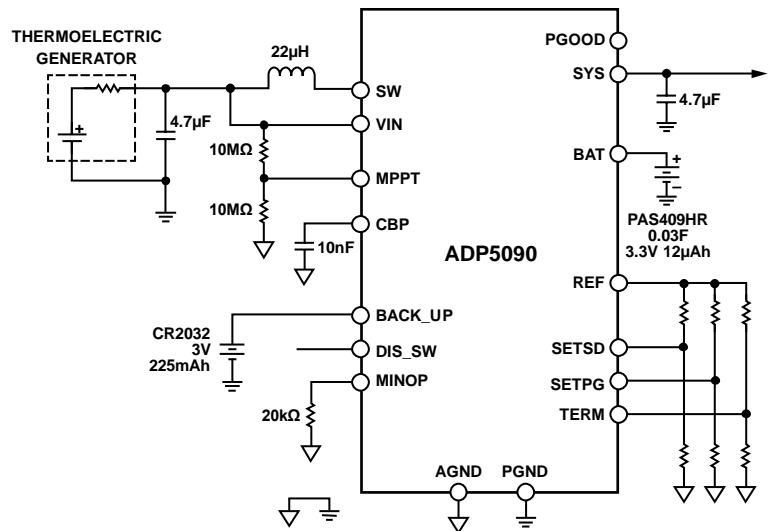 THERMOELECTRIC
GENERATOR
+
4.7µF
22µH
10MΩ
10MΩ
10nF
CR2032
3V
225mAh
20kΩ
SW
VIN
MPPT
CBP
BACK_UP
DIS_SW
MINOP
ADP5090
AGND
PGND
PGOOD
SYS
BAT
REF
SETSD
SETPG
TERM
4.7µF
+
–
PAS409HR
0.03F
3.3V 12µAh